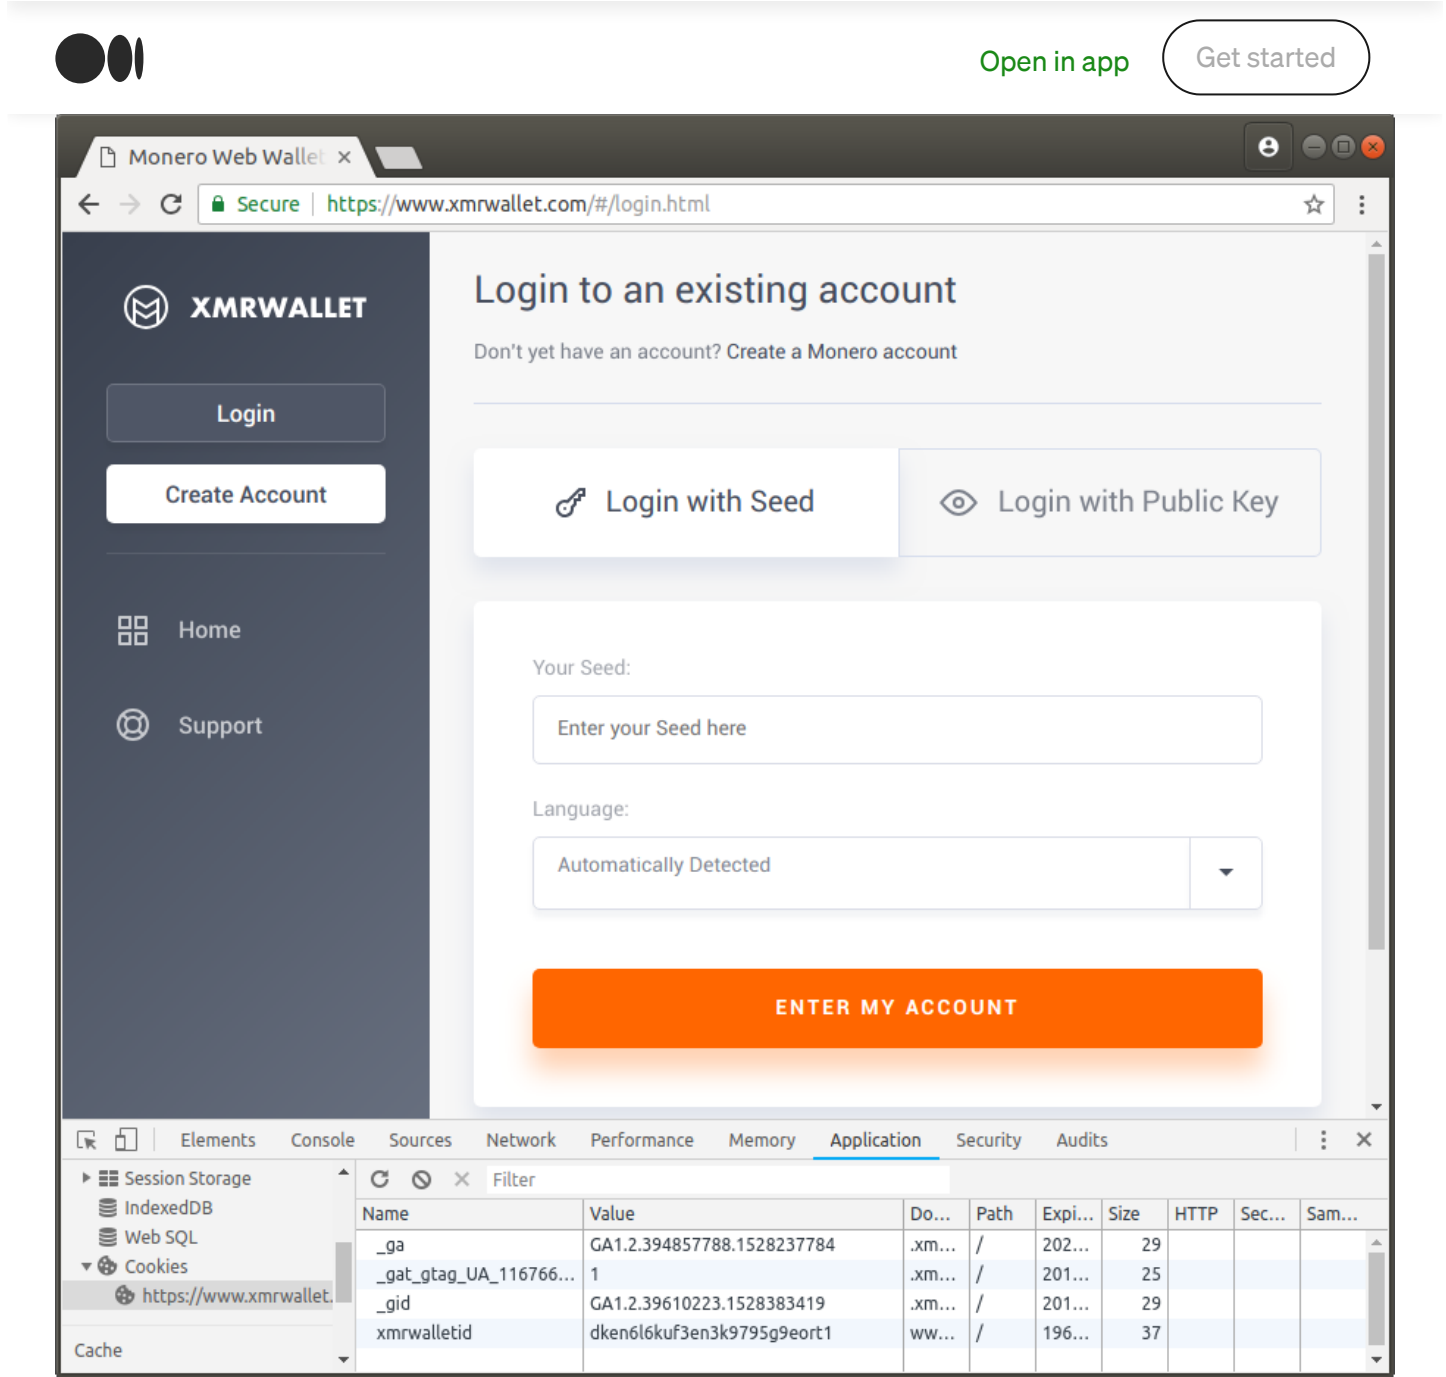 Open in app
Get started
Monero Web Wallet
Secure https://www.xmrwallet.com/#/login.html
XMRWALLET
Login
Create Account
Home
Support
Login to an existing account
Don't yet have an account? Create a Monero account
Login with Seed
Login with Public Key
Your Seed:
Enter your Seed here
Language:
Automatically Detected
ENTER MY ACCOUNT
Elements Console Sources Network Performance Memory Application Security Audits
Session Storage
IndexedDB
Web SQL
Cookies
https://www.xmrwallet.
Cache
Filter
Name Value Do... Path Expi... Size HTTP Sec... Sam...
_ga GA1.2.394857788.1528237784 .xm... / 202... 29
_gat_gtag_UA_116766... 1 .xm... / 201... 25
_gid GA1.2.39610223.1528383419 .xm... / 201... 29
xmrwalletid dken6l6kuf3en3k9795g9eort1 ww... / 196... 37